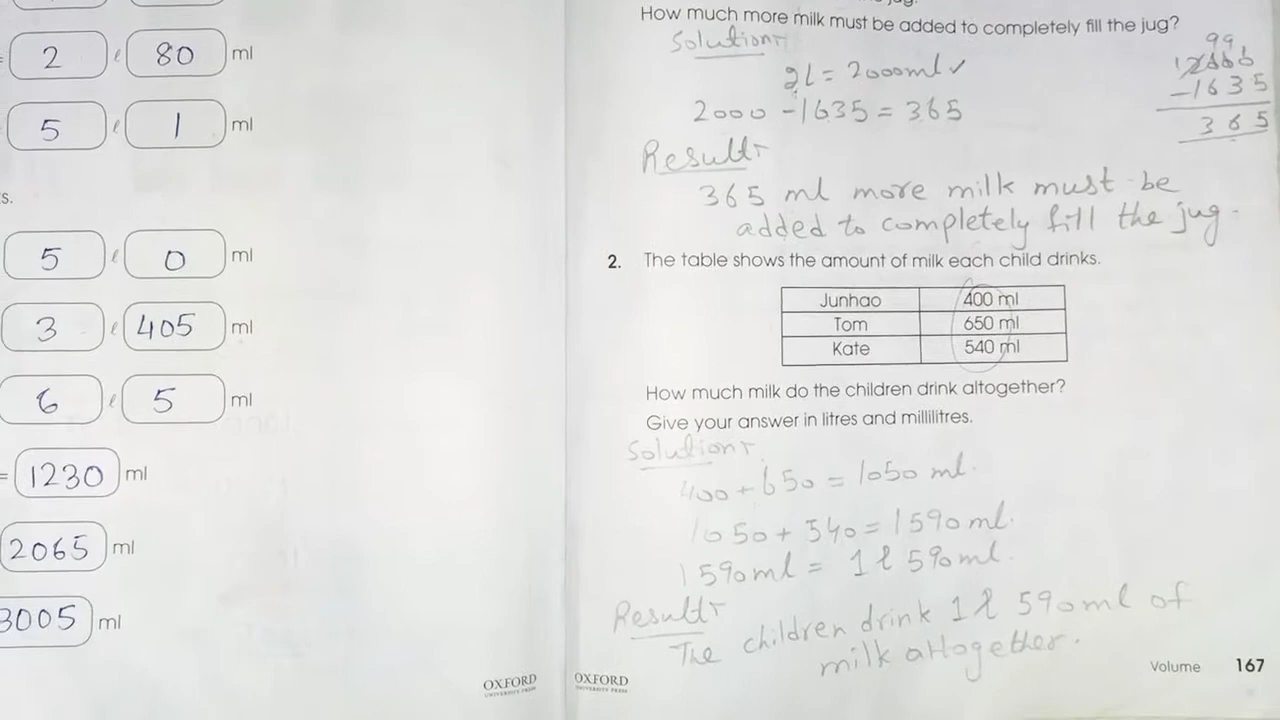 2 ℓ 80 ml
5 ℓ 1 ml
s.
5 ℓ 0 ml
3 ℓ 405 ml
6 ℓ 5 ml
= 1230 ml
2065 ml
3005 ml
OXFORD
UNIVERSITY PRESS
How much more milk must be added to completely fill the jug?
Solution:
2L = 2000ml ✓
2000 - 1635 = 365
99
- 1635
365
Result:
365 ml more milk must be
added to completely fill the jug.
2. The table shows the amount of milk each child drinks.
Junhao 400 ml
Tom 650 ml
Kate 540 ml
How much milk do the children drink altogether?
Give your answer in litres and millilitres.
Solution:
400 + 650 = 1050 ml.
1050 + 540 = 1590 ml.
1590ml = 1 ℓ 590 ml.
Result:
The children drink 1 ℓ 590ml of
milk altogether.
OXFORD
UNIVERSITY PRESS
Volume 167